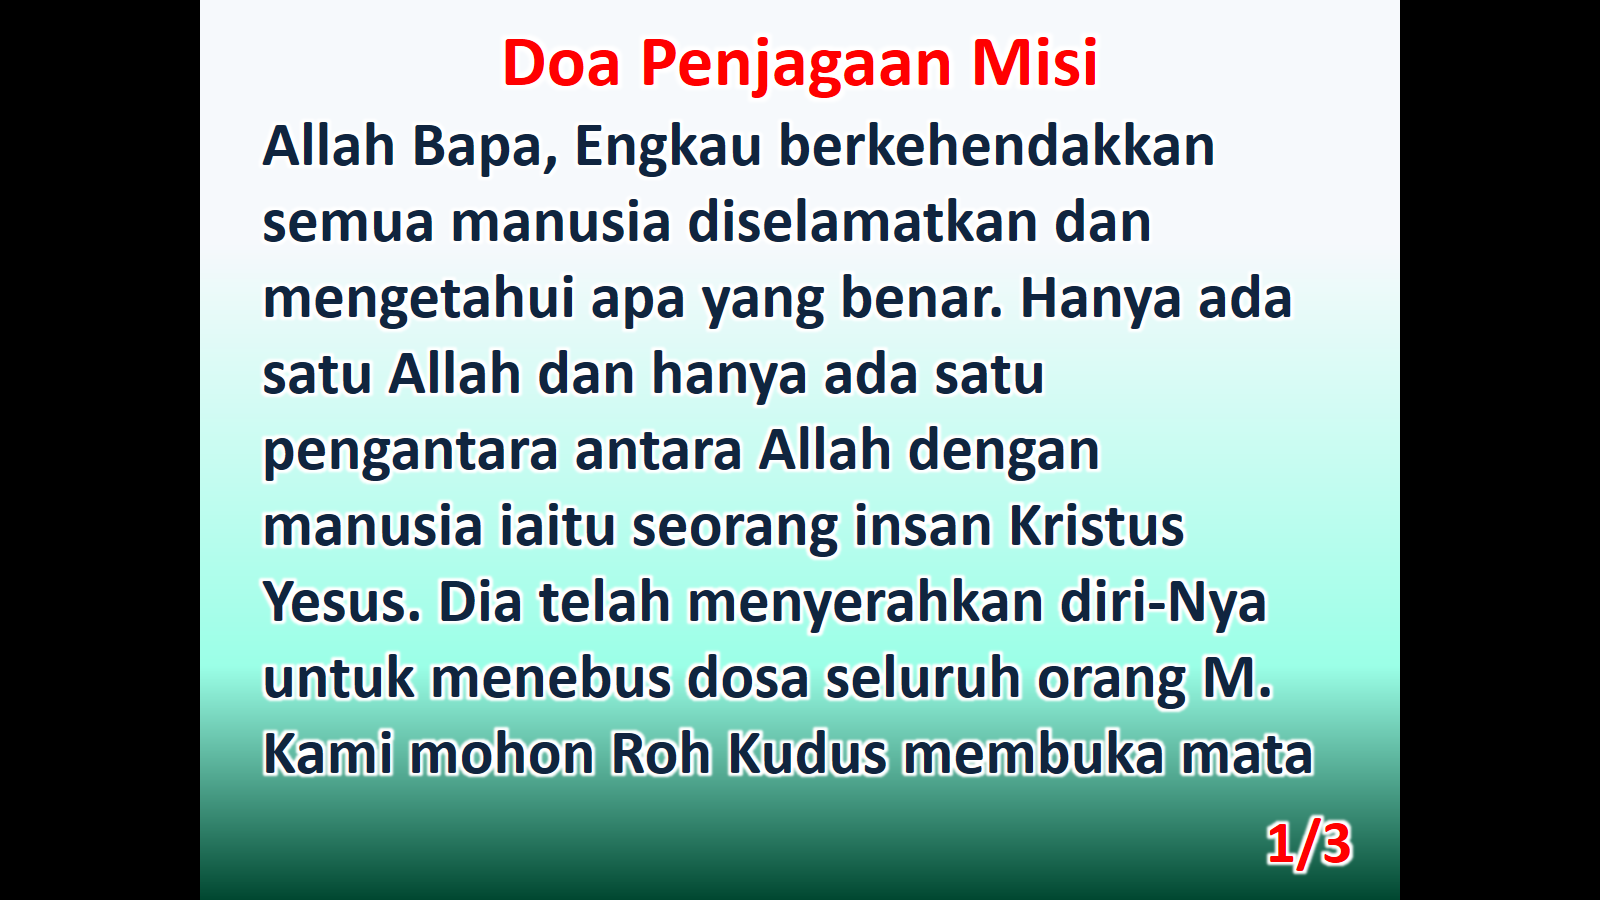 Doa Penjagaan Misi
Allah Bapa, Engkau berkehendakkan
semua manusia diselamatkan dan
mengetahui apa yang benar. Hanya ada
satu Allah dan hanya ada satu
pengantara antara Allah dengan
manusia iaitu seorang insan Kristus
Yesus. Dia telah menyerahkan diri-Nya
untuk menebus dosa seluruh orang M.
Kami mohon Roh Kudus membuka mata
1/3